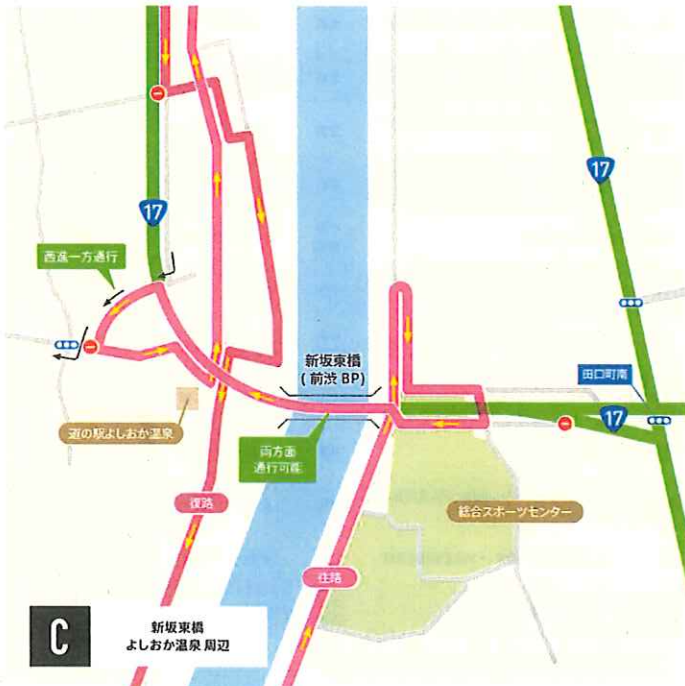 17
17
西進一方通行
新坂東橋
(前渋 BP)
田口町南
17
道の駅よしおか温泉
両方面
通行可能
復路
総合スポーツセンター
往路
C
新坂東橋
よしおか温泉 周辺